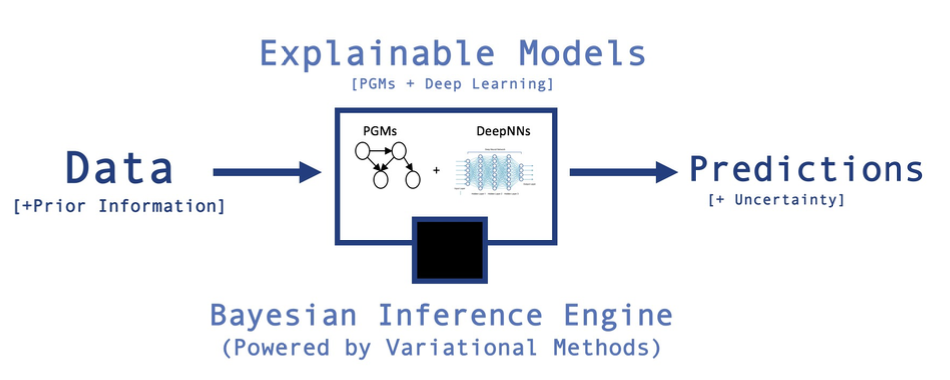 Explainable Models
[PGMs + Deep Learning]
PGMs
DeepNNs
+
Data
[+Prior Information]
Predictions
[+ Uncertainty]
Bayesian Inference Engine
(Powered by Variational Methods)